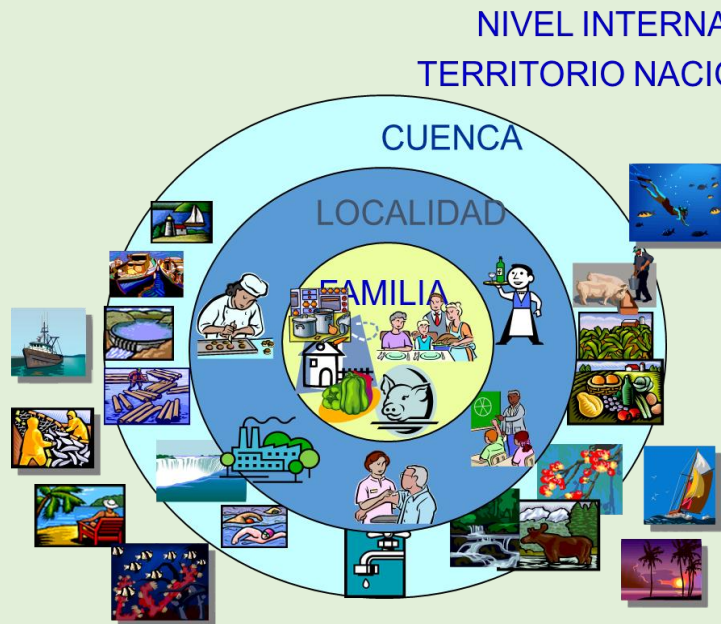 NIVEL INTERNA
TERRITORIO NACIO
CUENCA
LOCALIDAD
FAMILIA